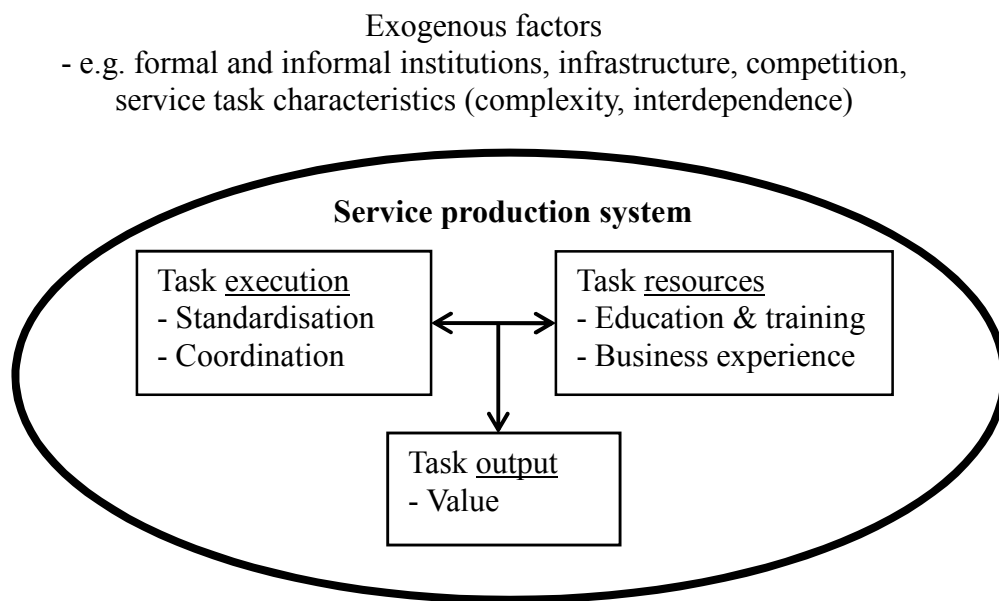 Exogenous factors
- e.g. formal and informal institutions, infrastructure, competition,
service task characteristics (complexity, interdependence)
Service production system
Task execution
- Standardisation
- Coordination
Task resources
- Education & training
- Business experience
Task output
- Value